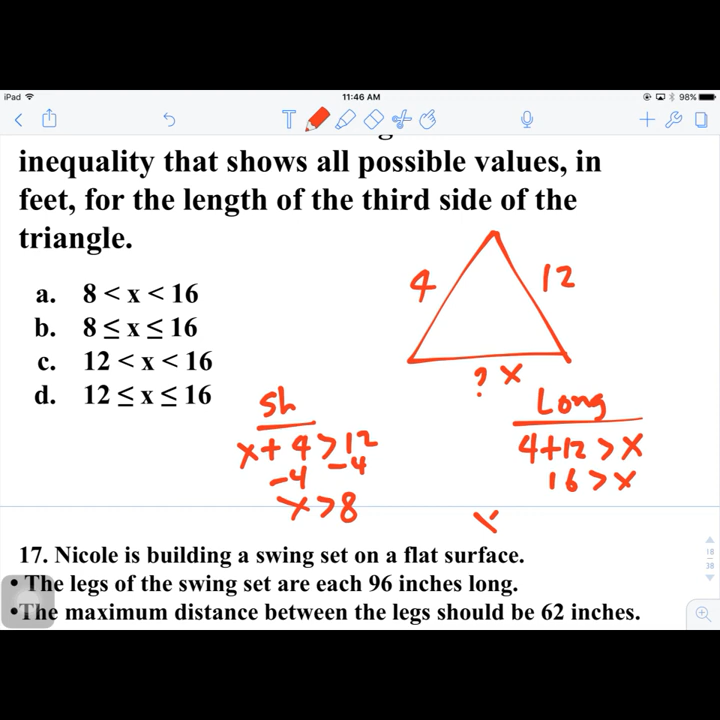 iPad 11:46 AM 98%
T
inequality that shows all possible values, in
feet, for the length of the third side of the
triangle.
a. 8 < x < 16
b. 8 ≤ x ≤ 16
c. 12 < x < 16
d. 12 ≤ x ≤ 16
4
12
? x
Sh
x + 4 > 12
-4 -4
x > 8
Long
4+12 > x
16 > x
x
17. Nicole is building a swing set on a flat surface.
• The legs of the swing set are each 96 inches long.
•The maximum distance between the legs should be 62 inches.
18
38